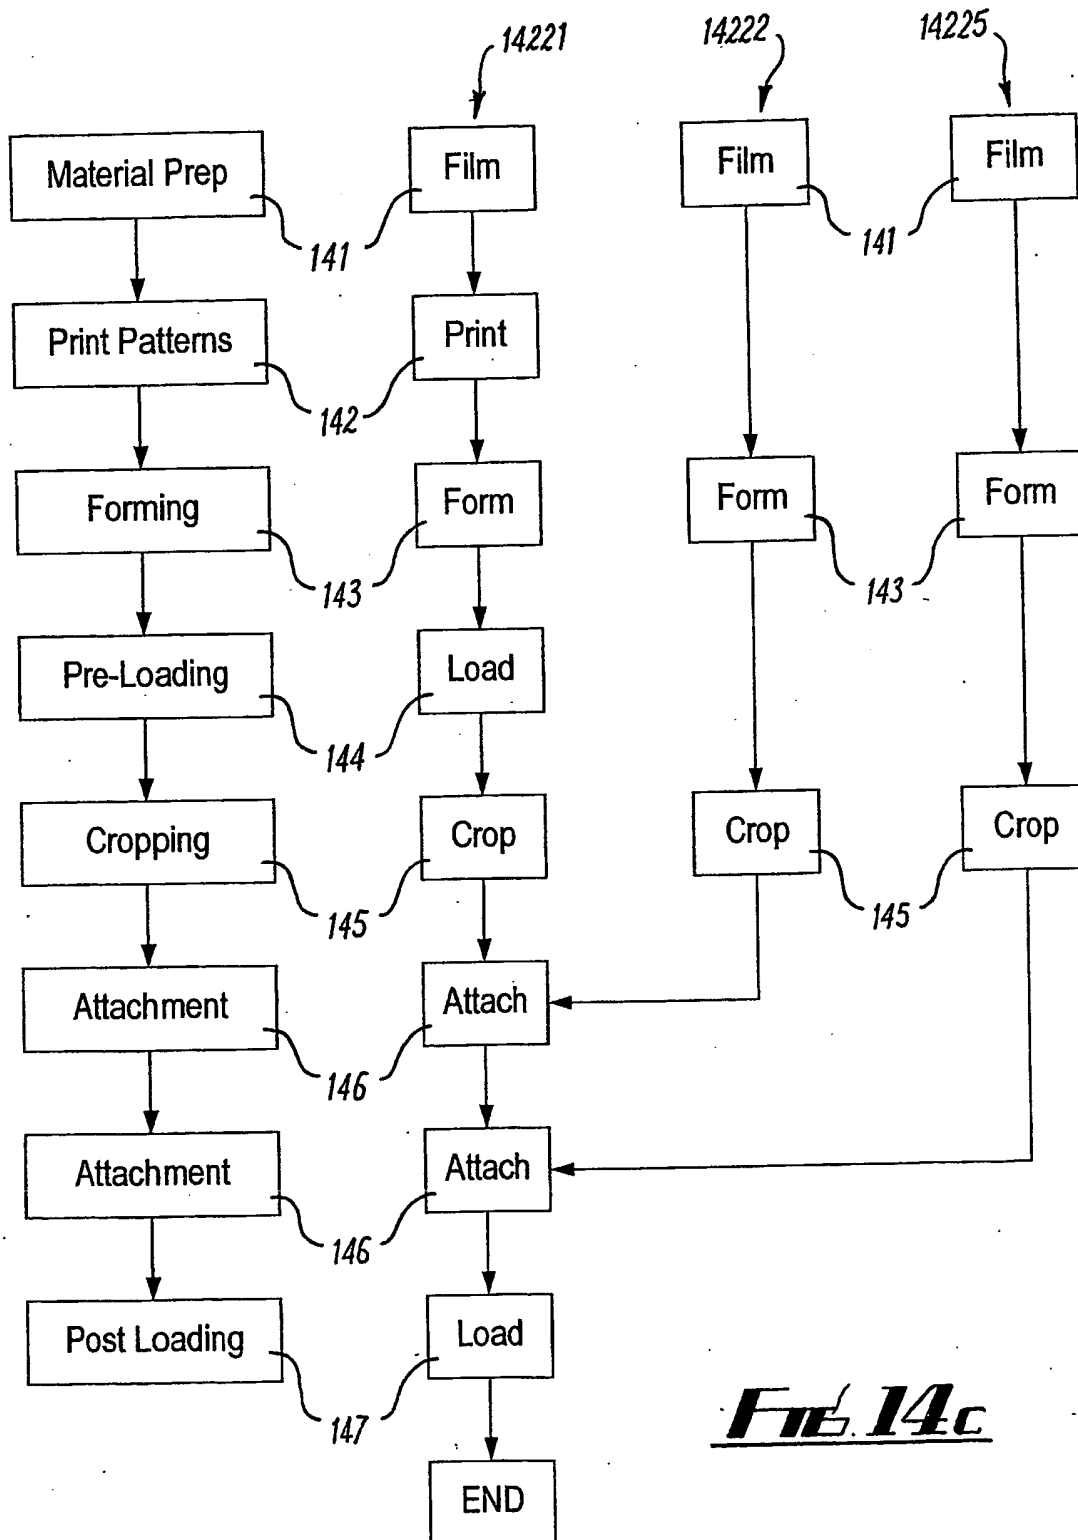 14221
14222
14225
Material Prep
Film
Film
Film
141
141
Print Patterns
Print
142
Forming
Form
Form
Form
143
143
Pre-Loading
Load
144
Cropping
Crop
Crop
Crop
145
145
Attachment
Attach
146
Attachment
Attach
146
Post Loading
Load
147
END
FIG. 14c